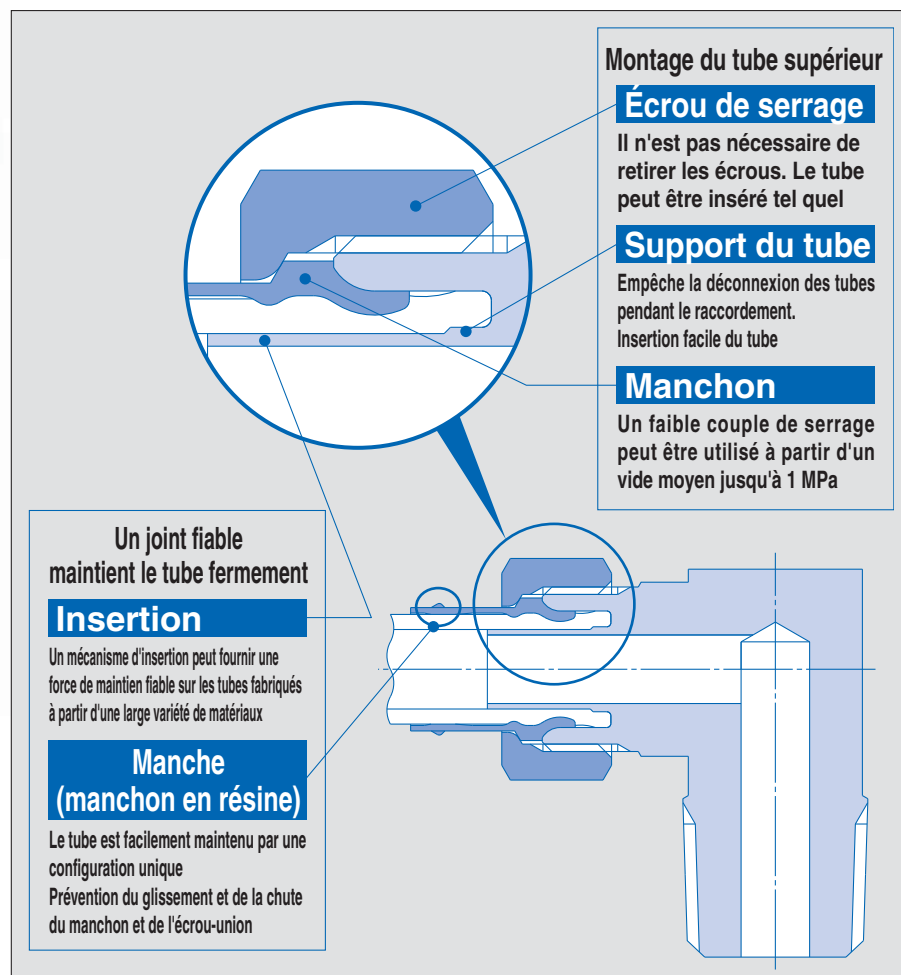 Montage du tube supérieur
Écrou de serrage
Il n'est pas nécessaire de
retirer les écrous. Le tube
peut être inséré tel quel
Support du tube
Empêche la déconnexion des tubes
pendant le raccordement.
Insertion facile du tube
Manchon
Un faible couple de serrage
peut être utilisé à partir d'un
vide moyen jusqu'à 1 MPa
Un joint fiable
maintient le tube fermement
Insertion
Un mécanisme d'insertion peut fournir une
force de maintien fiable sur les tubes fabriqués
à partir d'une large variété de matériaux
Manche
(manchon en résine)
Le tube est facilement maintenu par une
configuration unique
Prévention du glissement et de la chute
du manchon et de l'écrou-union